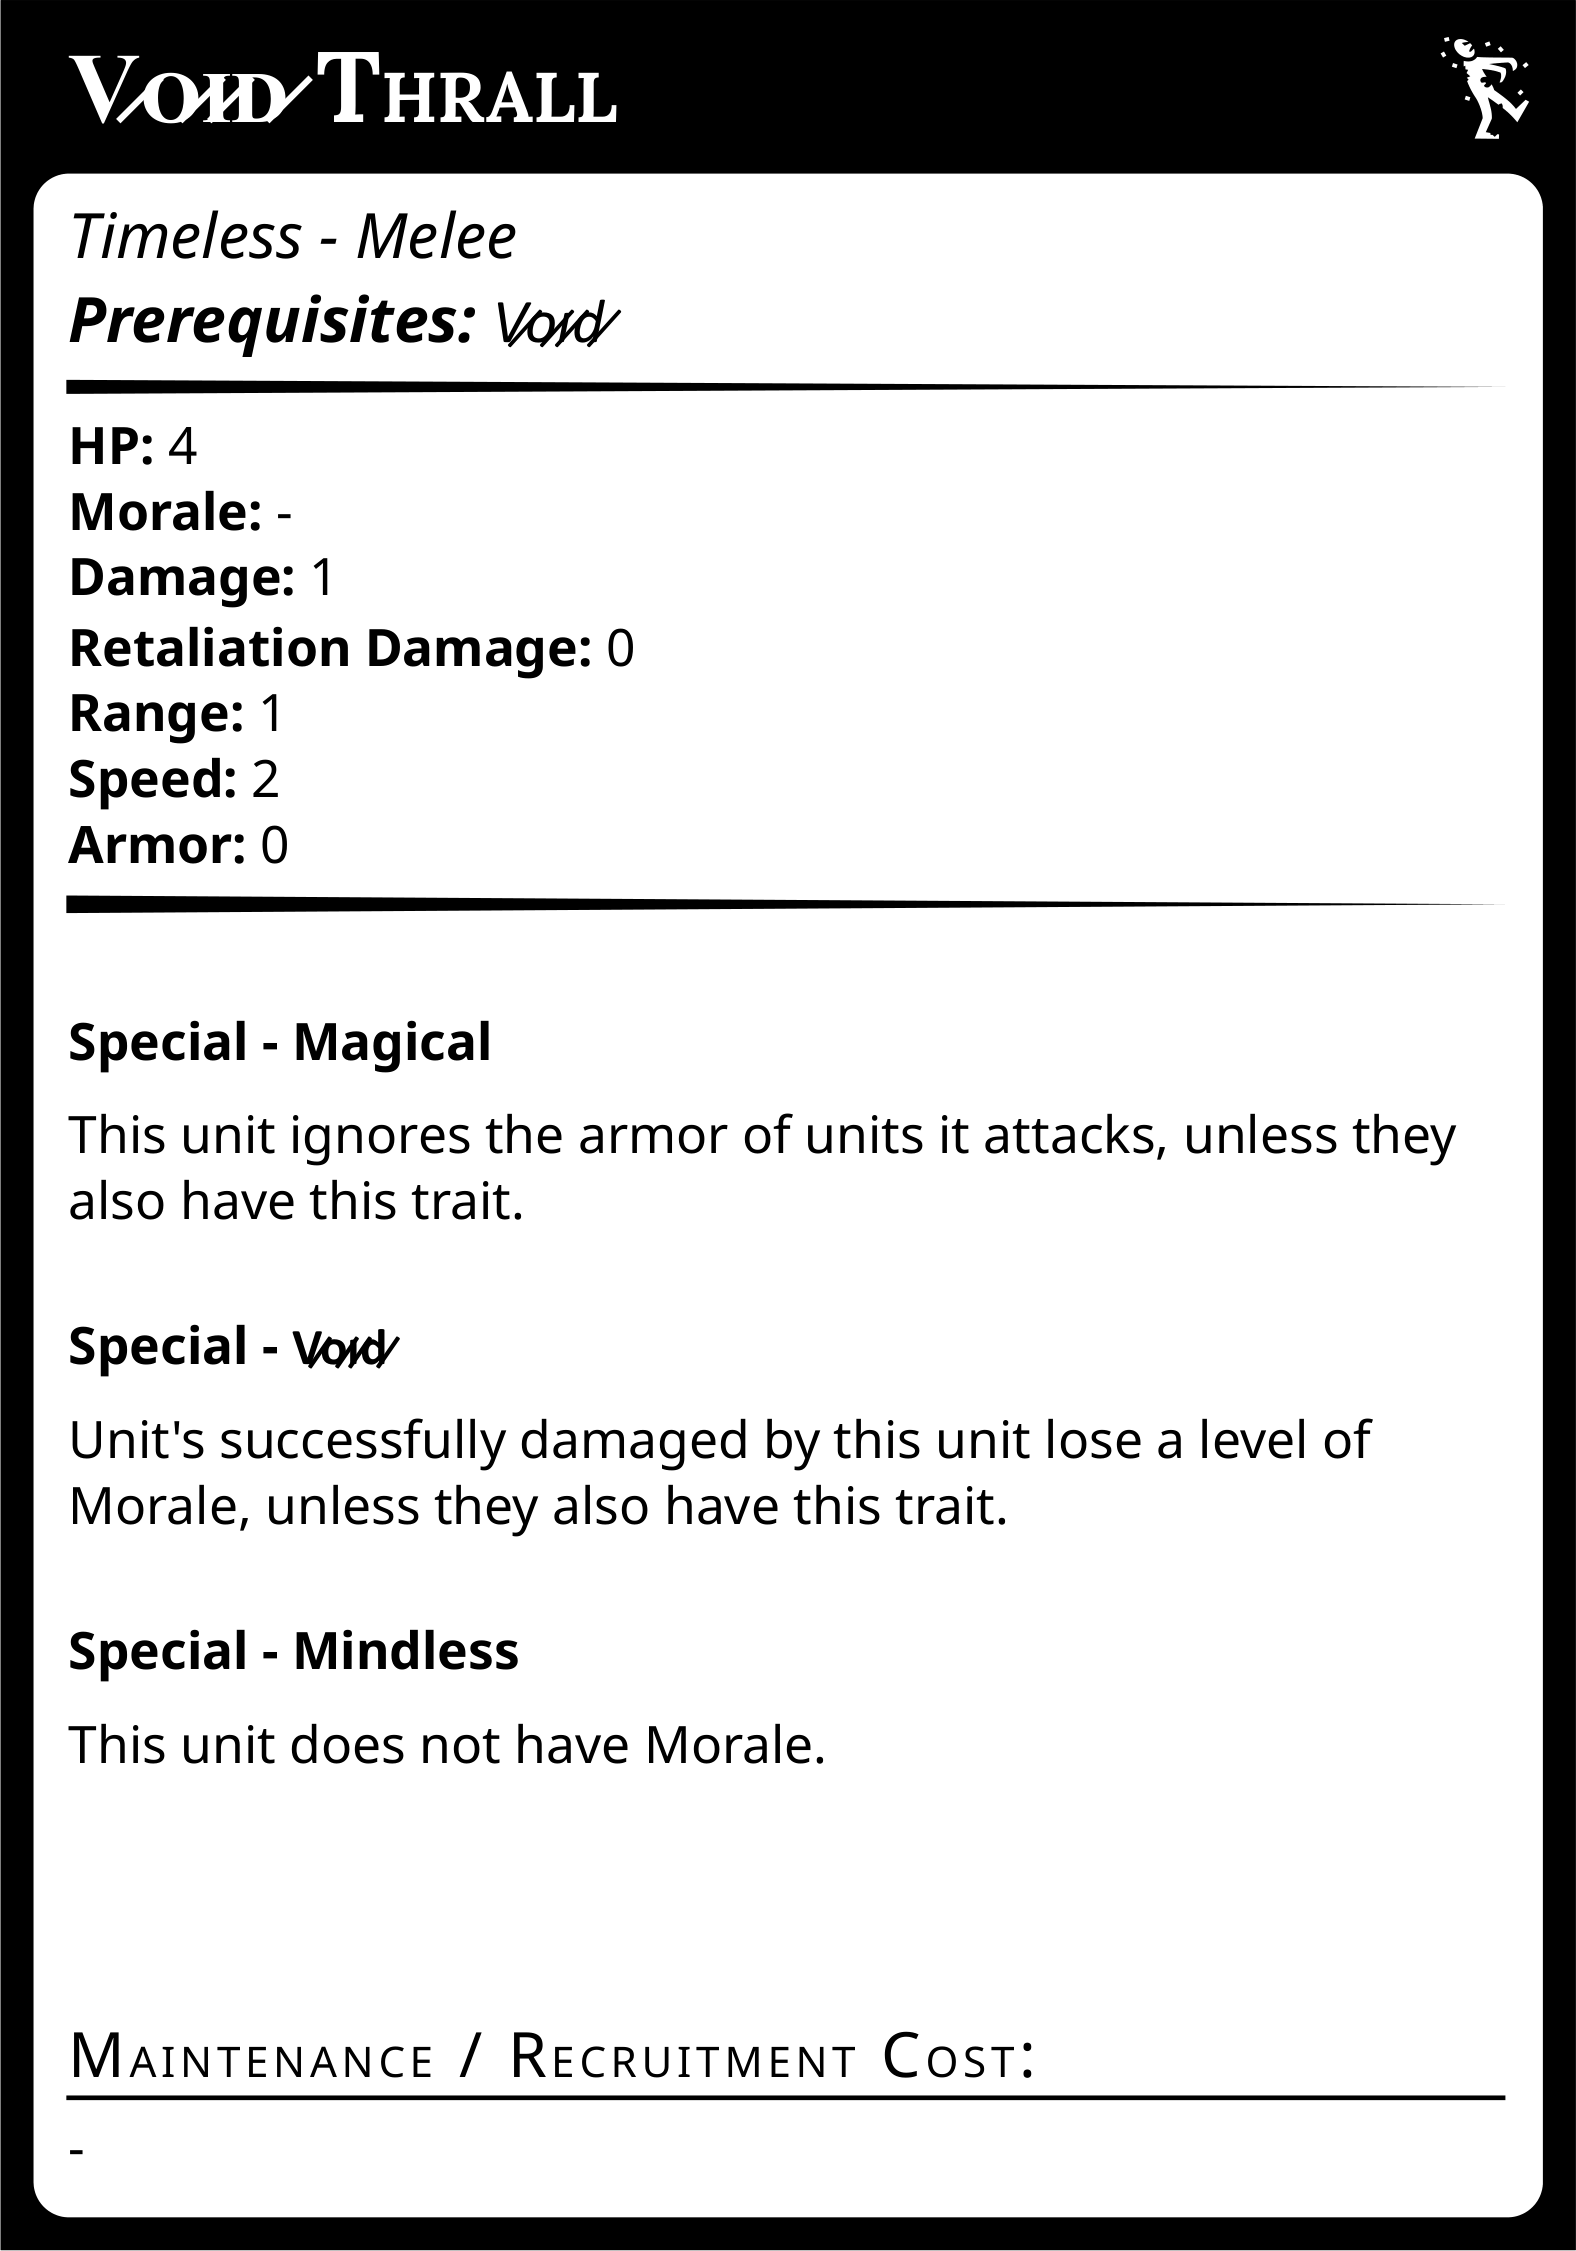 Void Thrall
Timeless - Melee
Prerequisites: Void
HP: 4
Morale: -
Damage: 1
Retaliation Damage: 0
Range: 1
Speed: 2
Armor: 0
Special - Magical
This unit ignores the armor of units it attacks, unless they
also have this trait.
Special - Void
Unit's successfully damaged by this unit lose a level of
Morale, unless they also have this trait.
Special - Mindless
This unit does not have Morale.
Maintenance / Recruitment Cost:
-